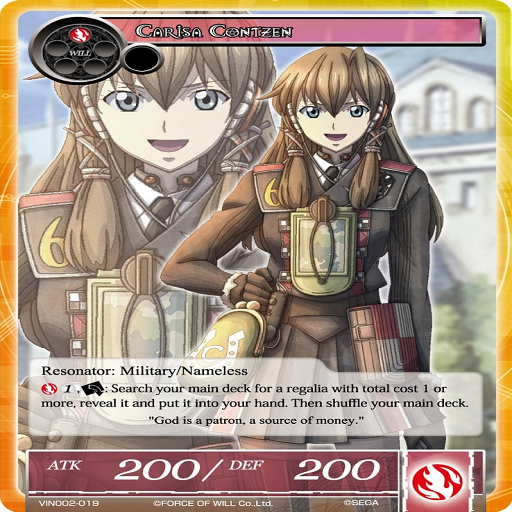 Carisa Contzen
WILL
6
6
Resonator: Military/Nameless
1 , : Search your main deck for a regalia with total cost 1 or
more, reveal it and put it into your hand. Then shuffle your main deck.
"God is a patron, a source of money."
ATK 200 / DEF 200
VIN002-019 ©FORCE OF WILL Co.,Ltd. ©SEGA